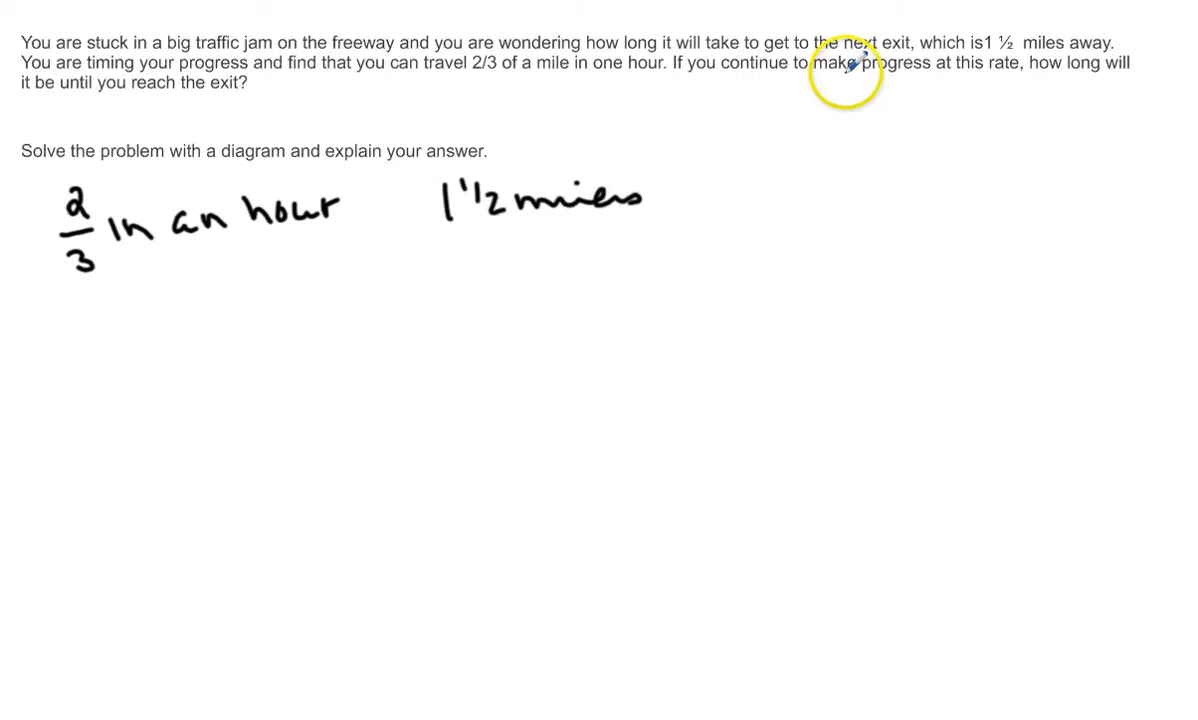 You are stuck in a big traffic jam on the freeway and you are wondering how long it will take to get to the next exit, which is1 ½ miles away.
You are timing your progress and find that you can travel 2/3 of a mile in one hour. If you continue to make progress at this rate, how long will
it be until you reach the exit?
Solve the problem with a diagram and explain your answer.
2/3 in an hour 1 1/2 miles